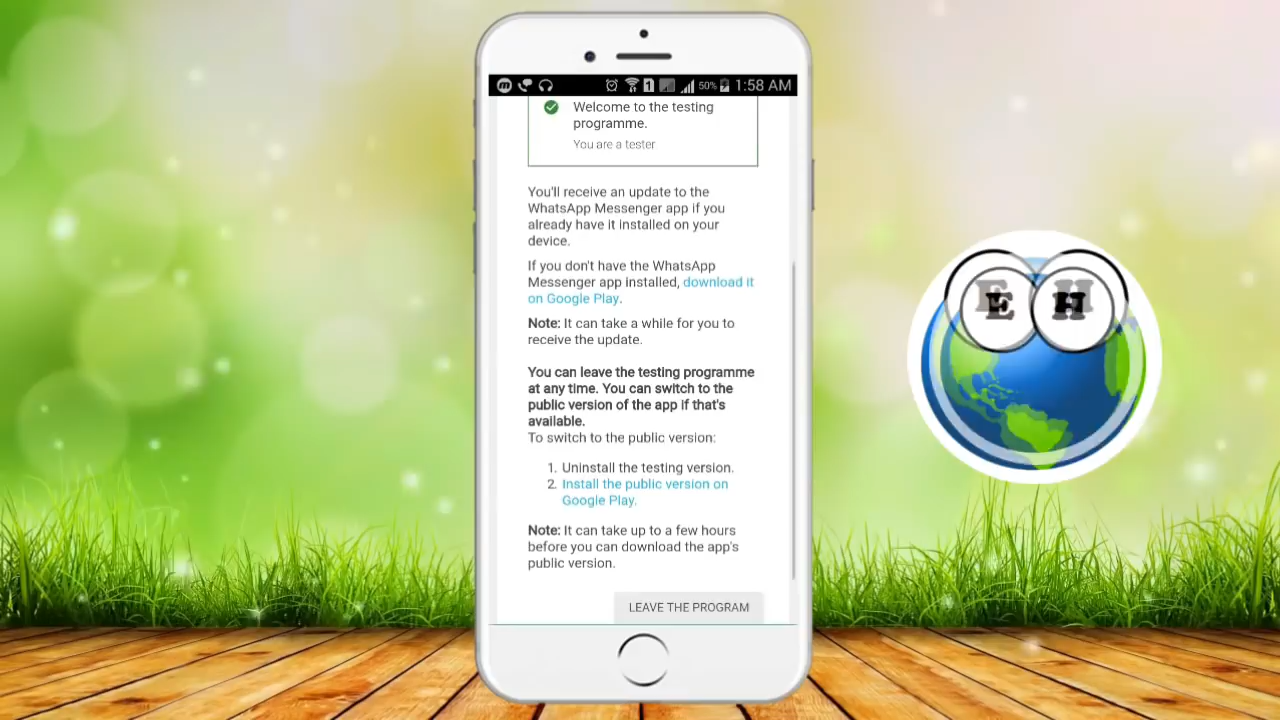 1 50% 1:58 AM
Welcome to the testing
programme.
You are a tester.
You'll receive an update to the
WhatsApp Messenger app if you
already have it installed on your
device.
If you don't have the WhatsApp
Messenger app installed, download it
on Google Play.
Note: It can take a while for you to
receive the update.
You can leave the testing programme
at any time. You can switch to the
public version of the app if that's
available.
To switch to the public version:
1. Uninstall the testing version.
2. Install the public version on
Google Play.
Note: It can take up to a few hours
before you can download the app's
public version.
LEAVE THE PROGRAM
E H